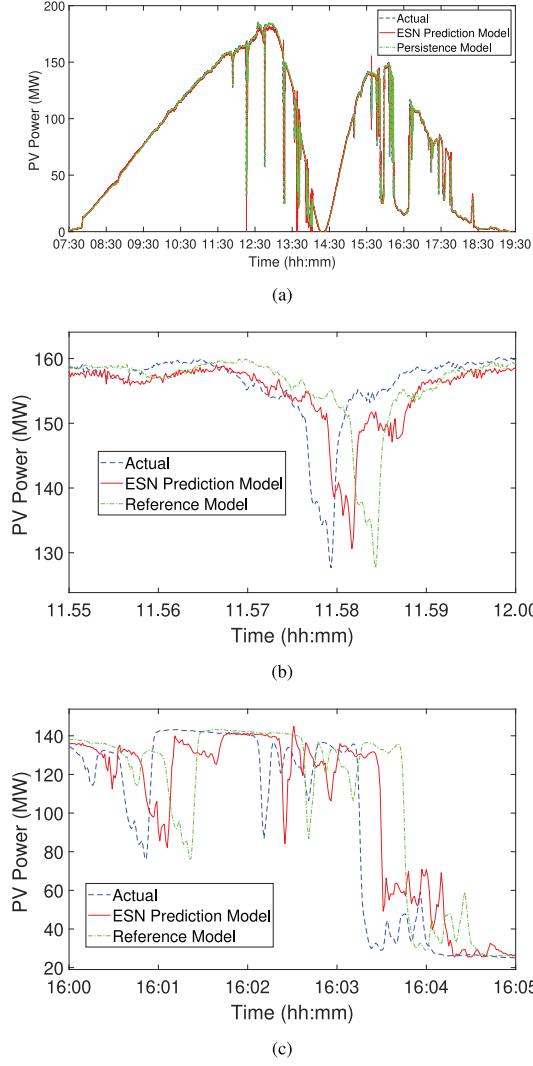 200
150
100
50
0
PV Power (MW)
Actual
ESN Prediction Model
Persistence Model
07:30 08:30 09:30 10:30 11:30 12:30 13:30 14:30 15:30 16:30 17:30 18:30 19:30
Time (hh:mm)
(a)
160
150
140
130
PV Power (MW)
Actual
ESN Prediction Model
Reference Model
11.55 11.56 11.57 11.58 11.59 12.00
Time (hh:mm)
(b)
140
120
100
80
60
40
20
PV Power (MW)
Actual
ESN Prediction Model
Reference Model
16:00 16:01 16:02 16:03 16:04 16:05
Time (hh:mm)
(c)